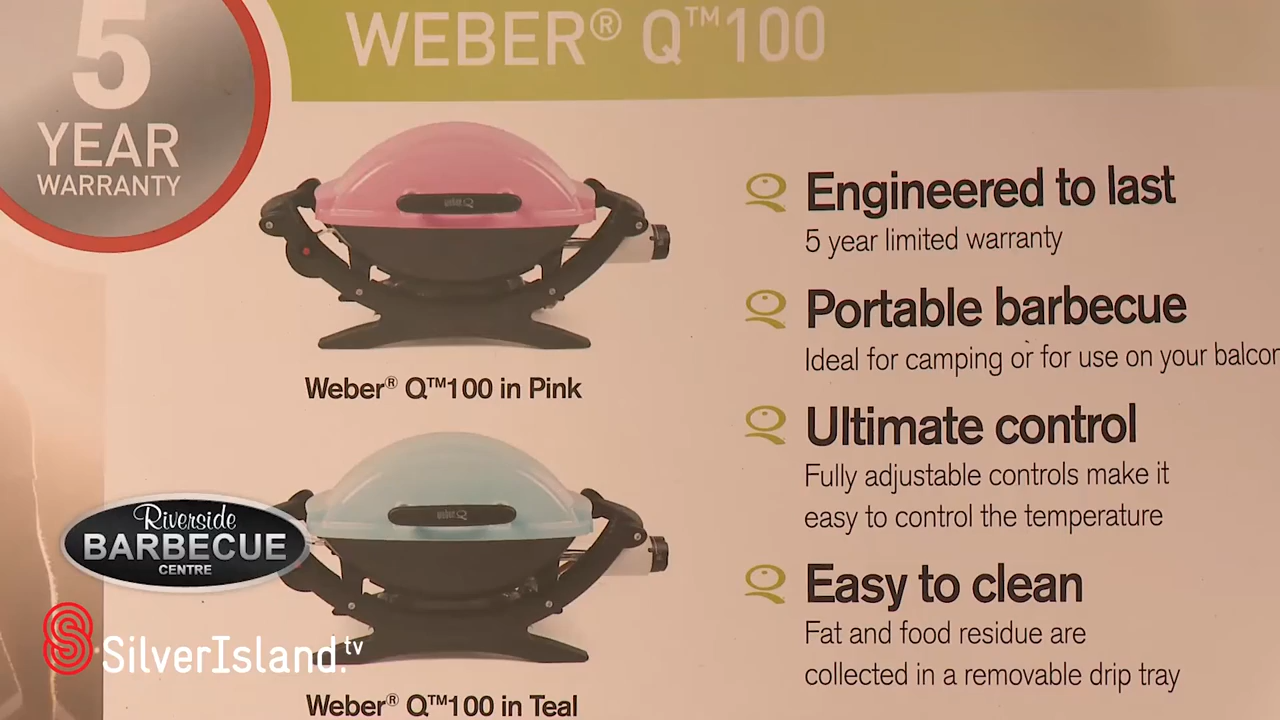 5
YEAR
WARRANTY
WEBER® Q™100
weber Q
Weber® Q™100 in Pink
weber Q
Weber® Q™100 in Teal
Engineered to last
5 year limited warranty
Portable barbecue
Ideal for camping or for use on your balcon
Ultimate control
Fully adjustable controls make it
easy to control the temperature
Easy to clean
Fat and food residue are
collected in a removable drip tray
Riverside
BARBECUE
CENTRE
SilverIsland.tv